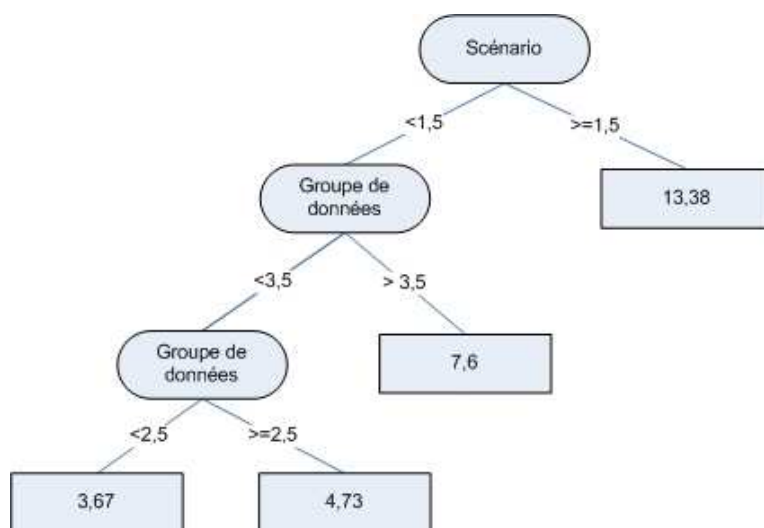 Scénario
<1,5
>=1,5
Groupe de
données
13,38
<3,5
> 3,5
Groupe de
données
7,6
<2,5
>=2,5
3,67
4,73